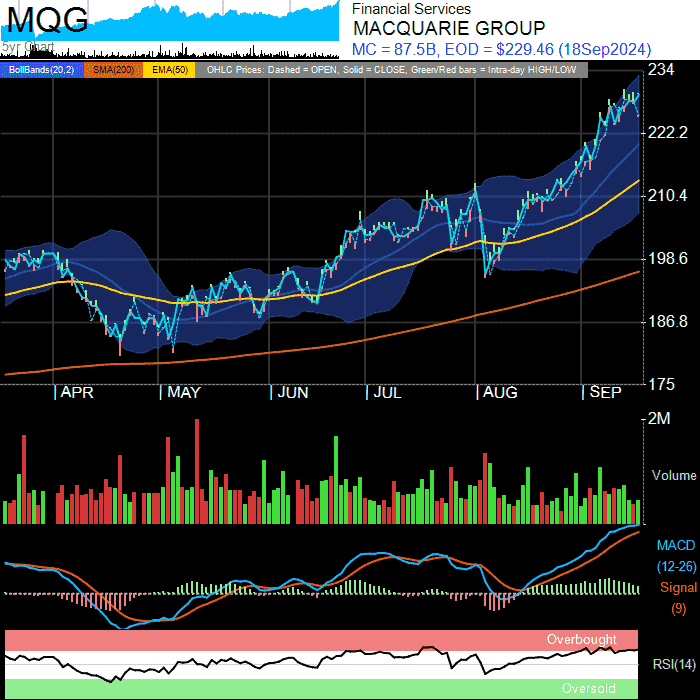 MQG
5yr Chart
Financial Services
MACQUARIE GROUP
MC = 87.5B, EOD = $229.46 (18Sep2024)
BollBands(20,2) SMA(200) EMA(50) OHLC Prices: Dashed = OPEN, Solid = CLOSE, Green/Red bars = Intra-day HIGH/LOW
234
222.2
210.4
198.6
186.8
175
APR MAY JUN JUL AUG SEP
2M
Volume
MACD
(12-26)
Signal
(9)
Overbought
RSI(14)
Oversold